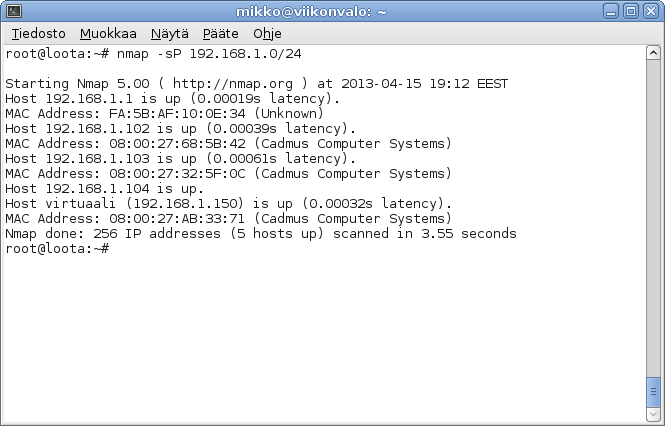 mikko@viikonvalo: ~
Tiedosto Muokkaa Näytä Pääte Ohje
root@loota:~# nmap -sP 192.168.1.0/24
Starting Nmap 5.00 ( http://nmap.org ) at 2013-04-15 19:12 EEST
Host 192.168.1.1 is up (0.00019s latency).
MAC Address: FA:5B:AF:10:0E:34 (Unknown)
Host 192.168.1.102 is up (0.00039s latency).
MAC Address: 08:00:27:68:5B:42 (Cadmus Computer Systems)
Host 192.168.1.103 is up (0.00061s latency).
MAC Address: 08:00:27:32:5F:0C (Cadmus Computer Systems)
Host 192.168.1.104 is up.
Host virtuaali (192.168.1.150) is up (0.00032s latency).
MAC Address: 08:00:27:AB:33:71 (Cadmus Computer Systems)
Nmap done: 256 IP addresses (5 hosts up) scanned in 3.55 seconds
root@loota:~#